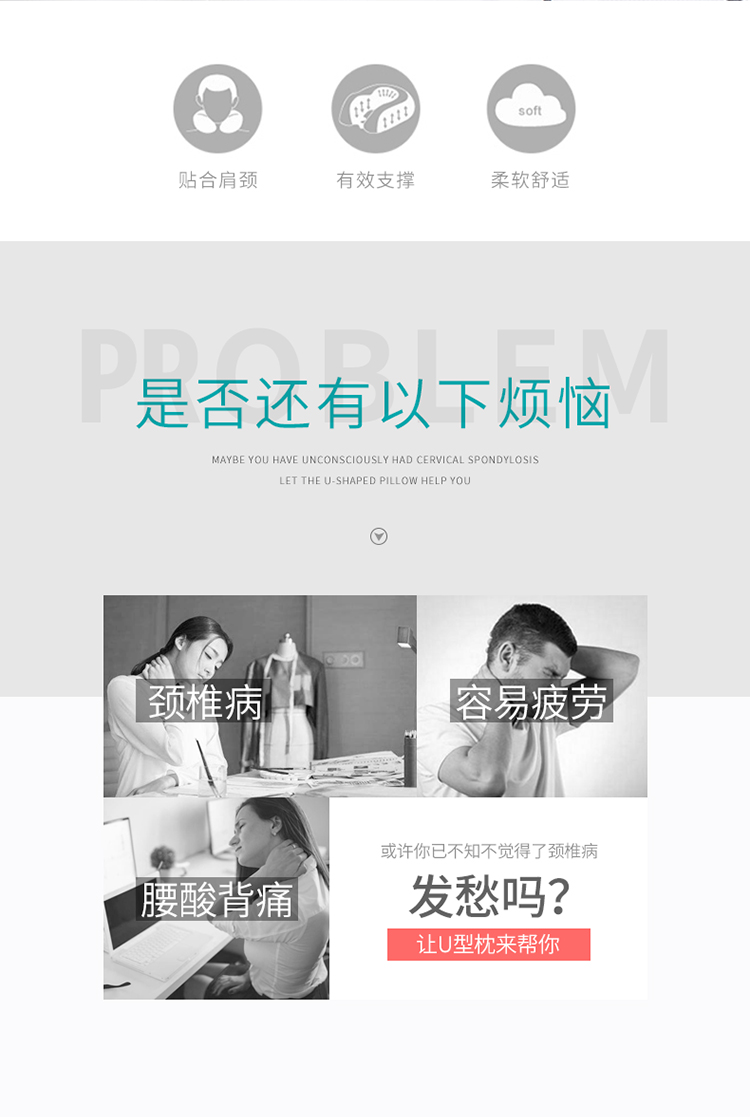 soft
贴合肩颈
有效支撑
柔软舒适
PROBLEM
是否还有以下烦恼
MAYBE YOU HAVE UNCONSCIOUSLY HAD CERVICAL SPONDYLOSIS
LET THE U-SHAPED PILLOW HELP YOU
颈椎病
容易疲劳
腰酸背痛
或许你已不知不觉得了颈椎病
发愁吗？
让U型枕来帮你